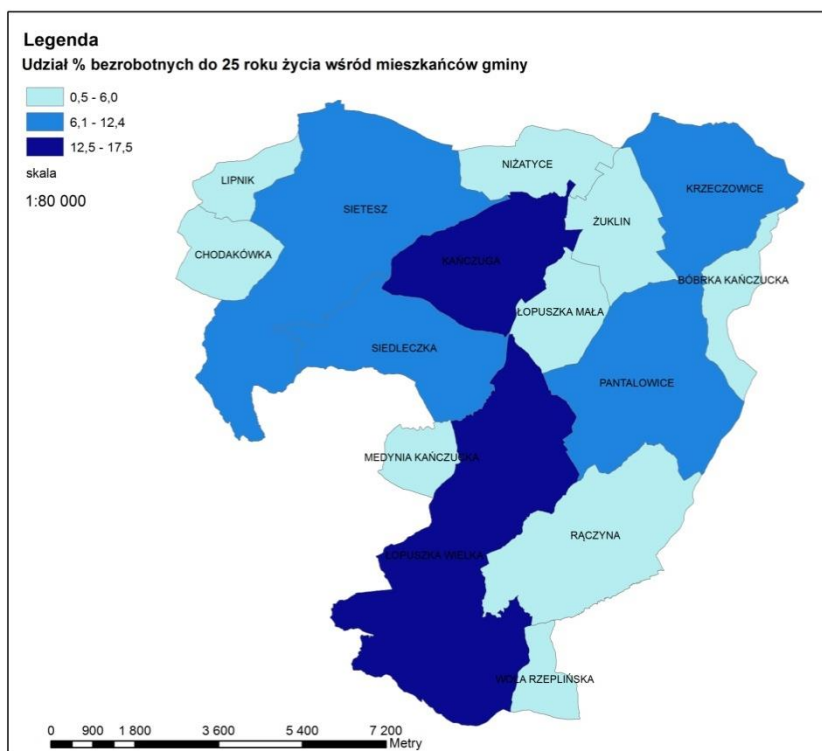 Legenda
Udział % bezrobotnych do 25 roku życia wśród mieszkańców gminy
0,5 - 6,0
6,1 - 12,4
12,5 - 17,5
skala
1:80 000
NIŻATYCE
LIPNIK
KRZECZOWICE
SIETESZ
ŻUKLIN
CHODAKÓWKA
KAŃCZUGA
BÓBRKA KAŃCZUCKA
ŁOPUSZKA MAŁA
SIEDLECZKA
PANTALOWICE
MEDYNIA KAŃCZUCKA
RĄCZYNA
ŁOPUSZKA WIELKA
WOLA RZEPLIŃSKA
0 900 1 800 3 600 5 400 7 200
Metry